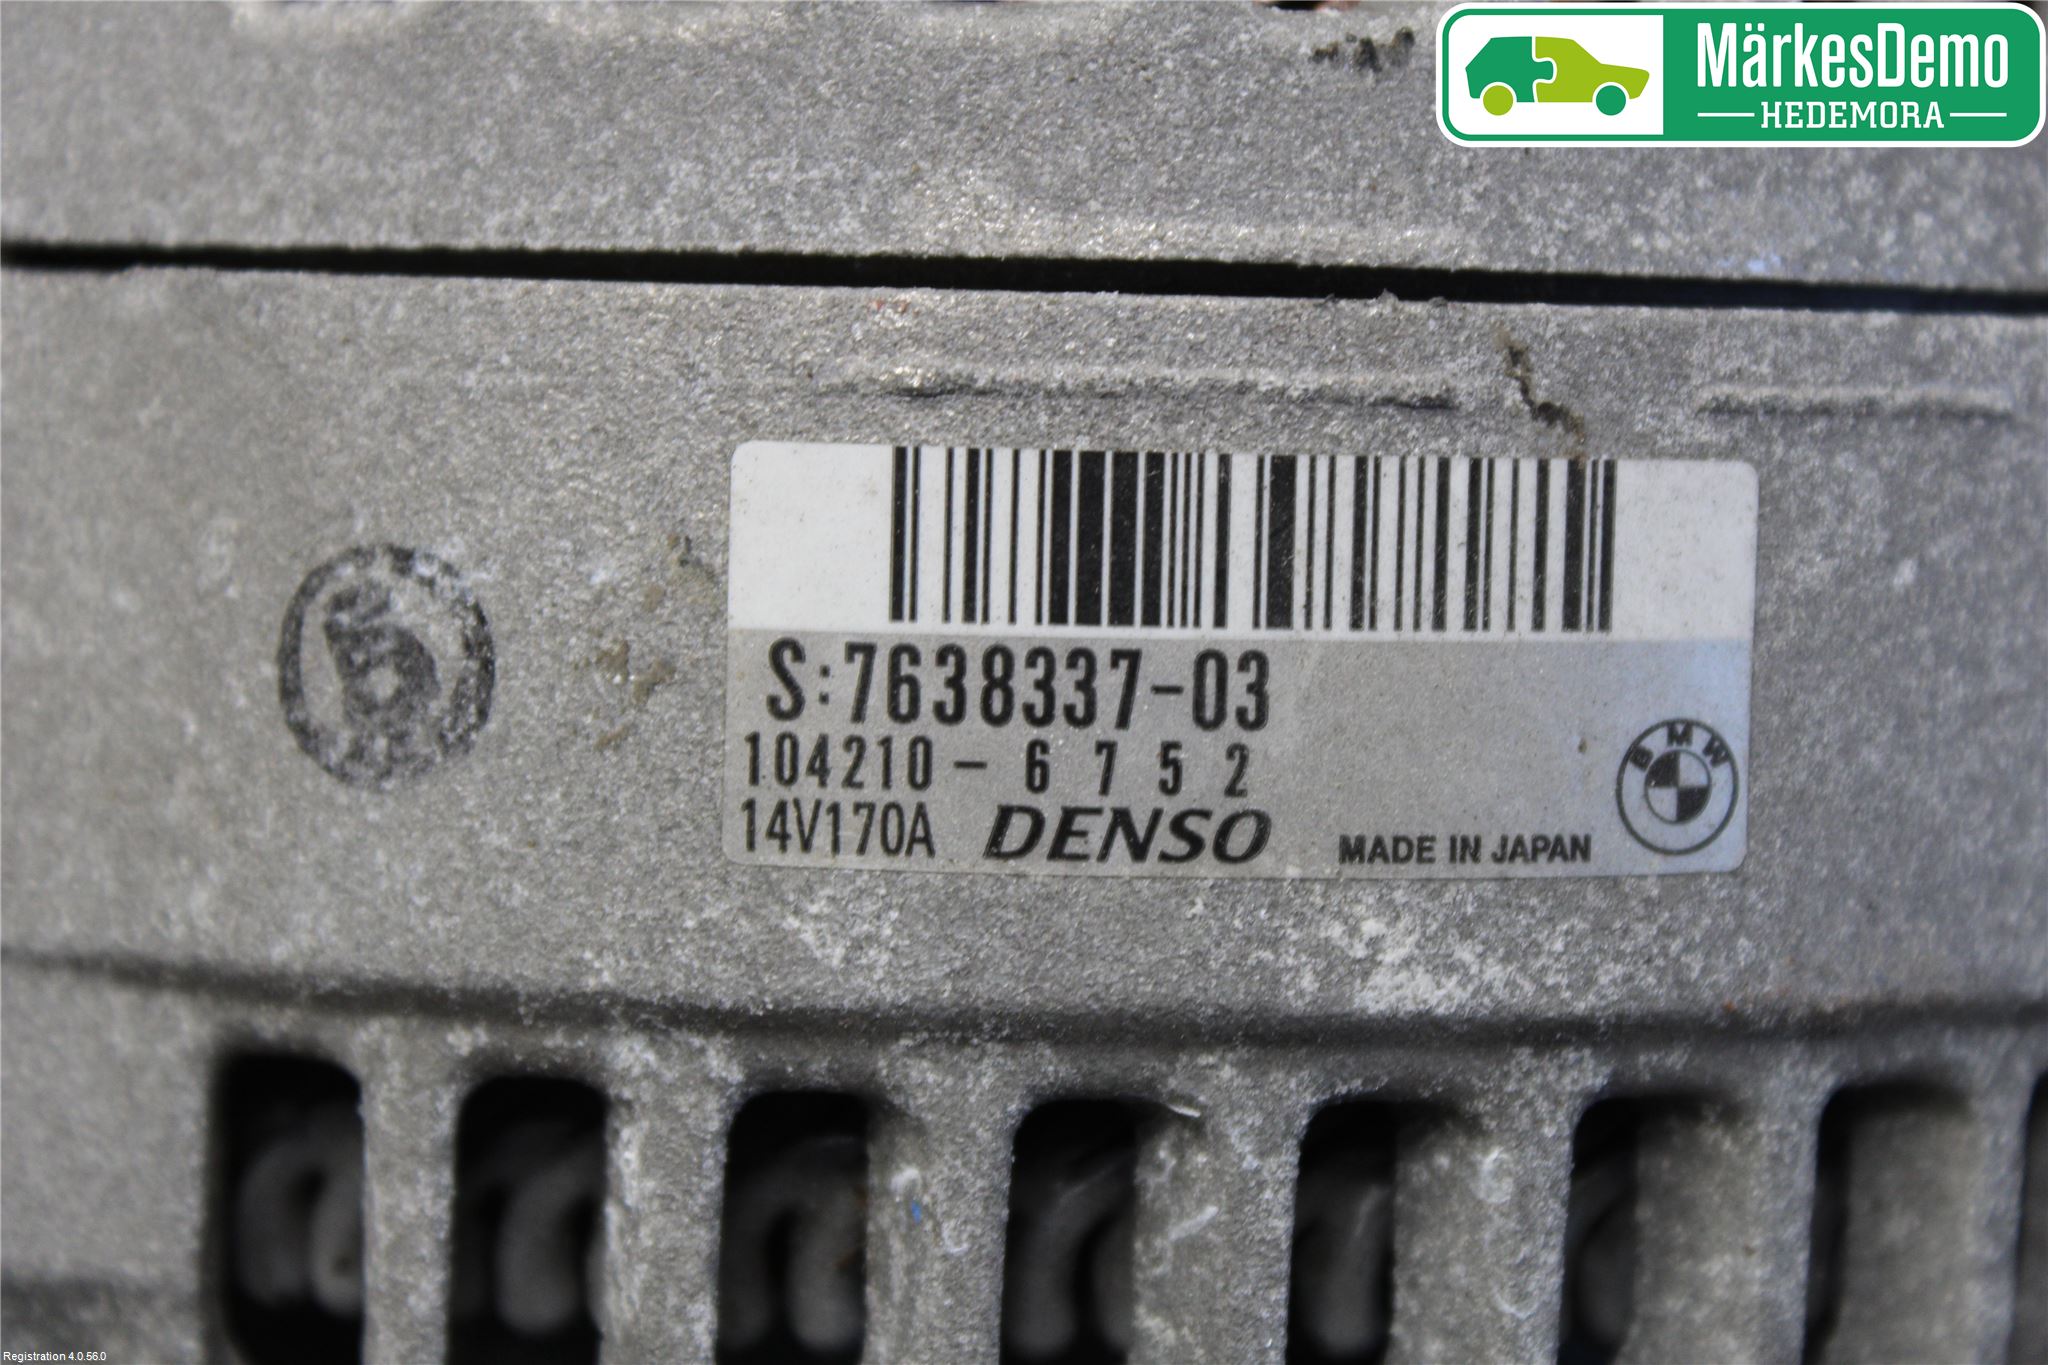 MärkesDemo
HEDEMORA
S:7638337-03
104210-6752
14V170A DENSO MADE IN JAPAN
BMW
Registration 4.0.56.0